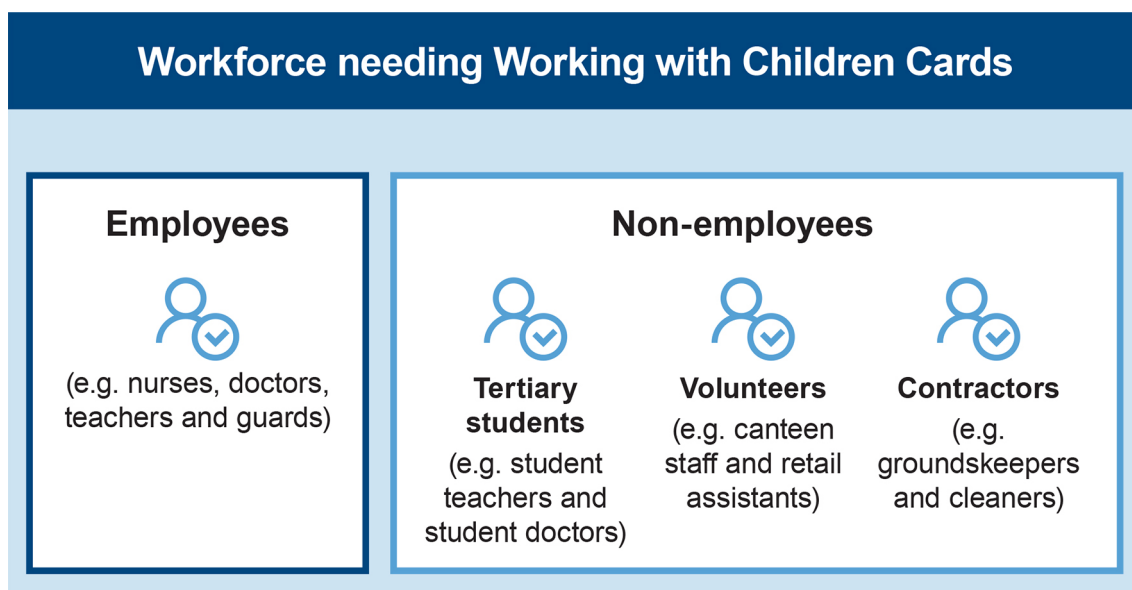 Workforce needing Working with Children Cards
Employees
(e.g. nurses, doctors,
teachers and guards)
Non-employees
Tertiary
students
(e.g. student
teachers and
student doctors)
Volunteers
(e.g. canteen
staff and retail
assistants)
Contractors
(e.g.
groundskeepers
and cleaners)